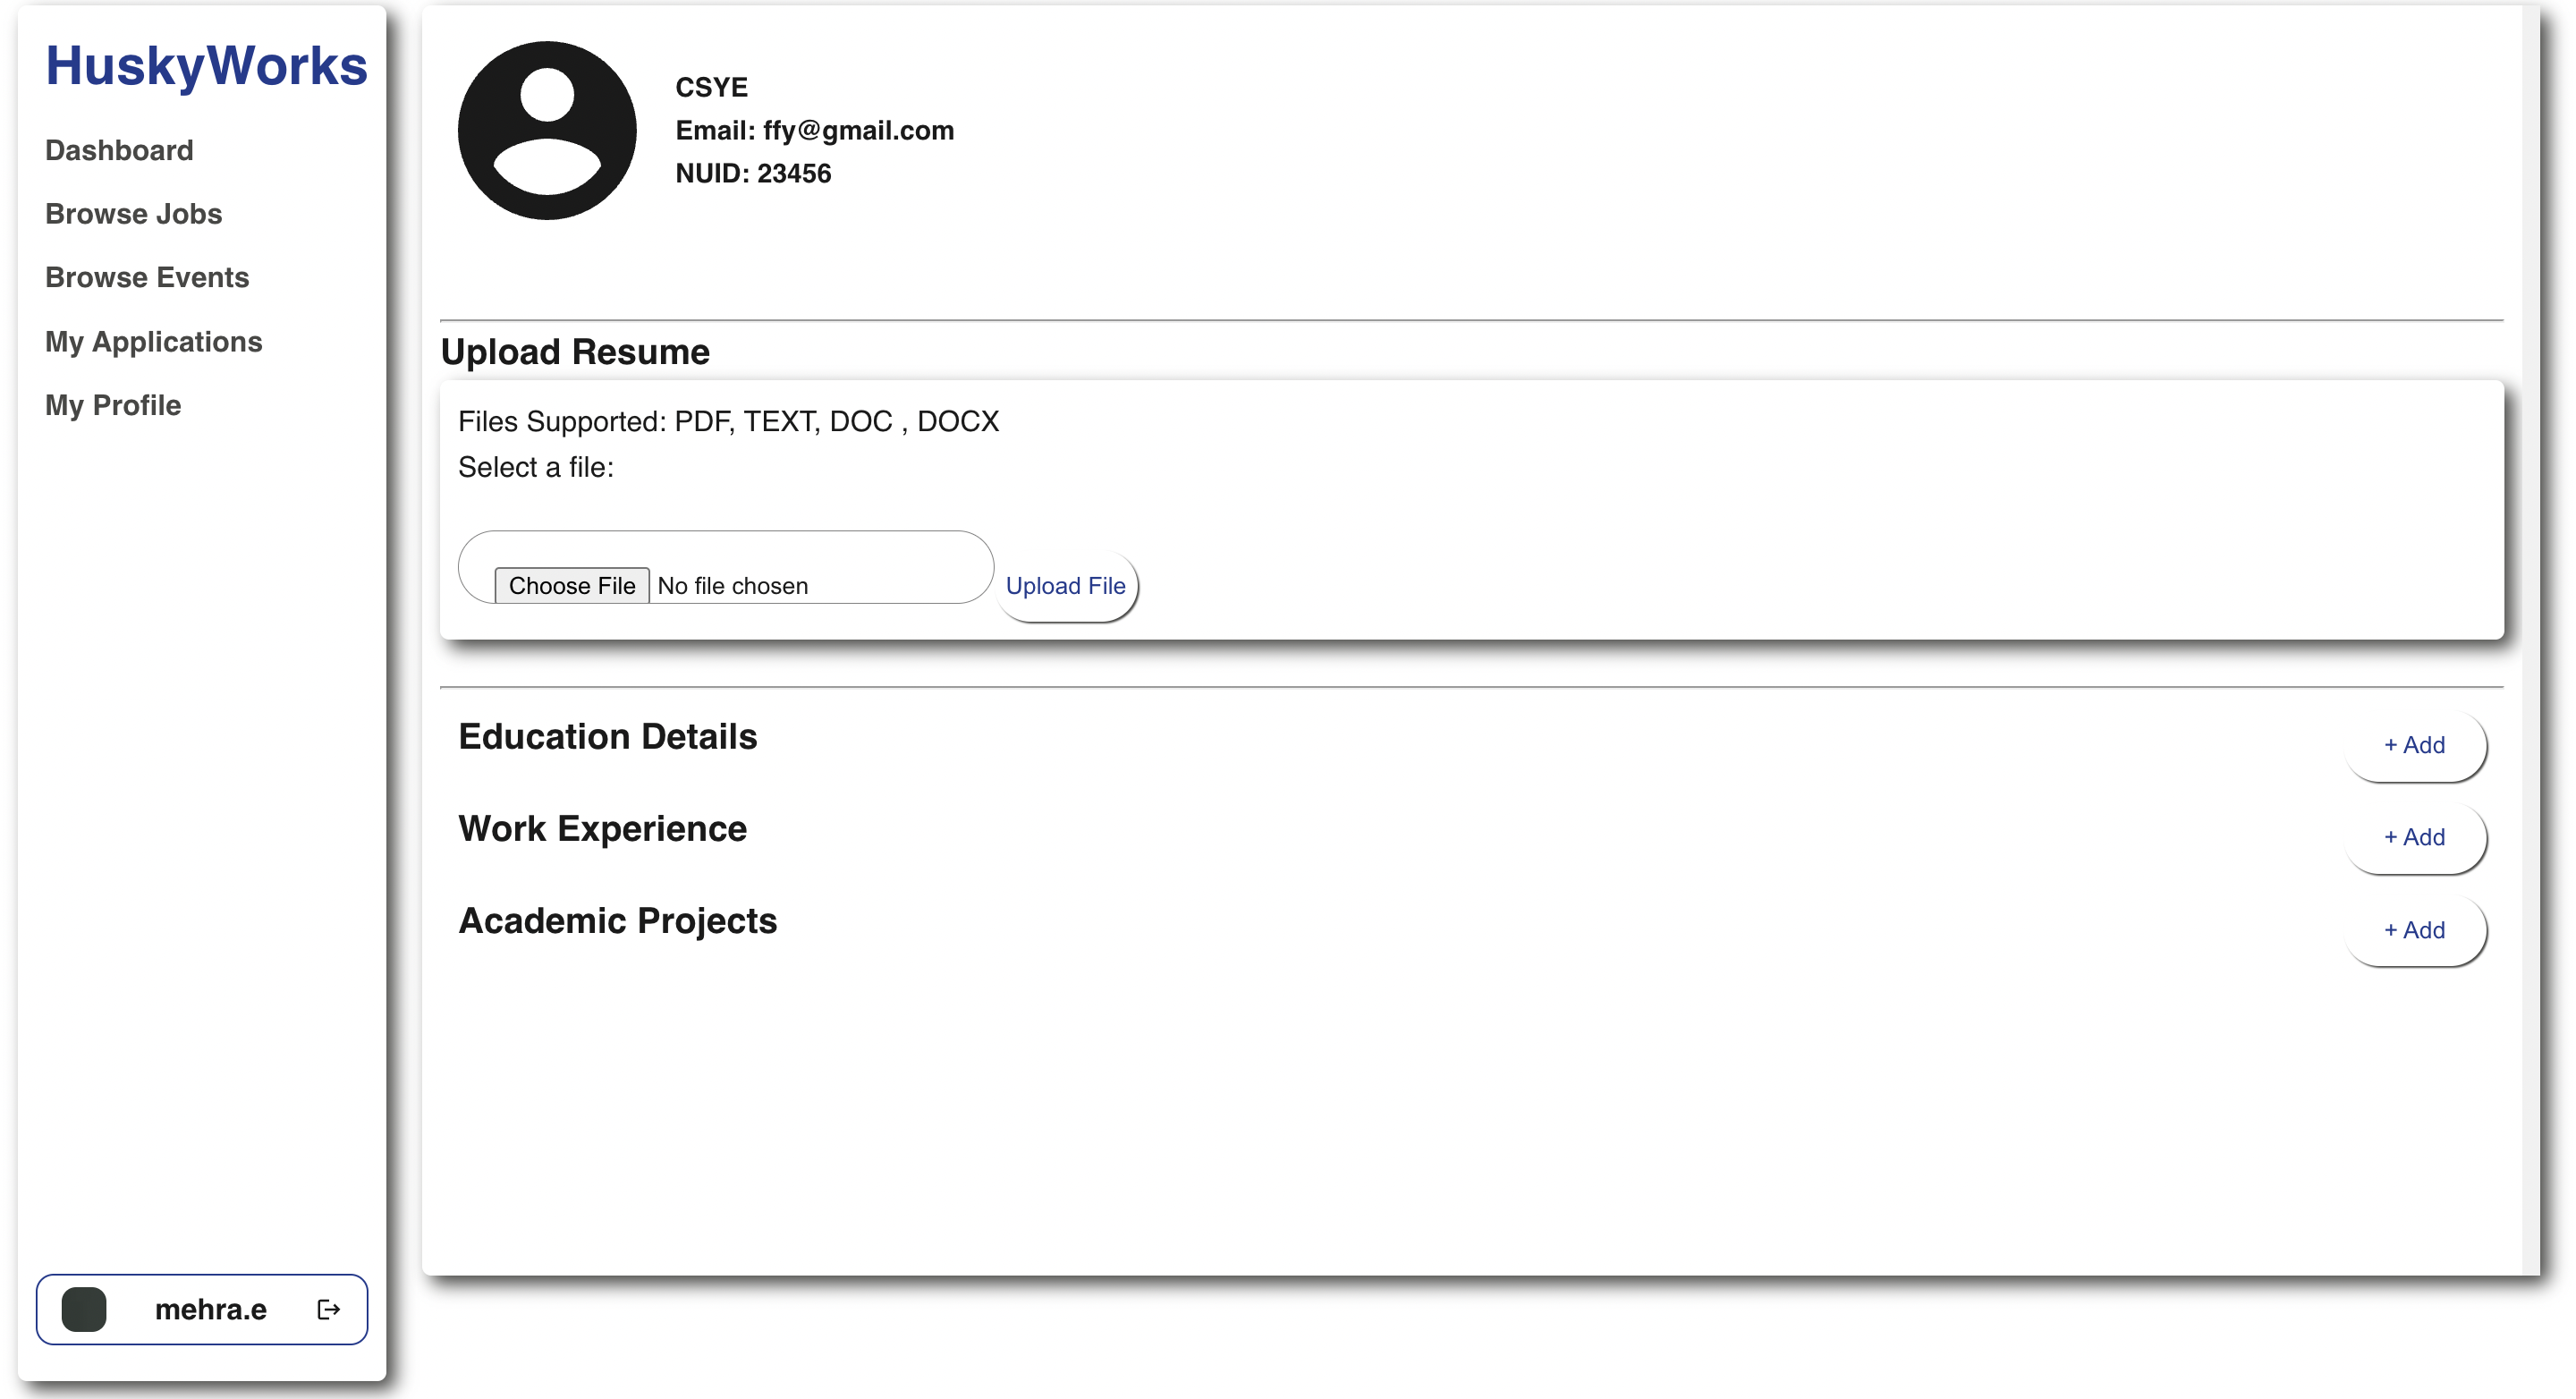 HuskyWorks
Dashboard
Browse Jobs
Browse Events
My Applications
My Profile
mehra.e
CSYE
Email: ffy@gmail.com
NUID: 23456
Upload Resume
Files Supported: PDF, TEXT, DOC , DOCX
Select a file:
Choose File No file chosen Upload File
Education Details + Add
Work Experience + Add
Academic Projects + Add